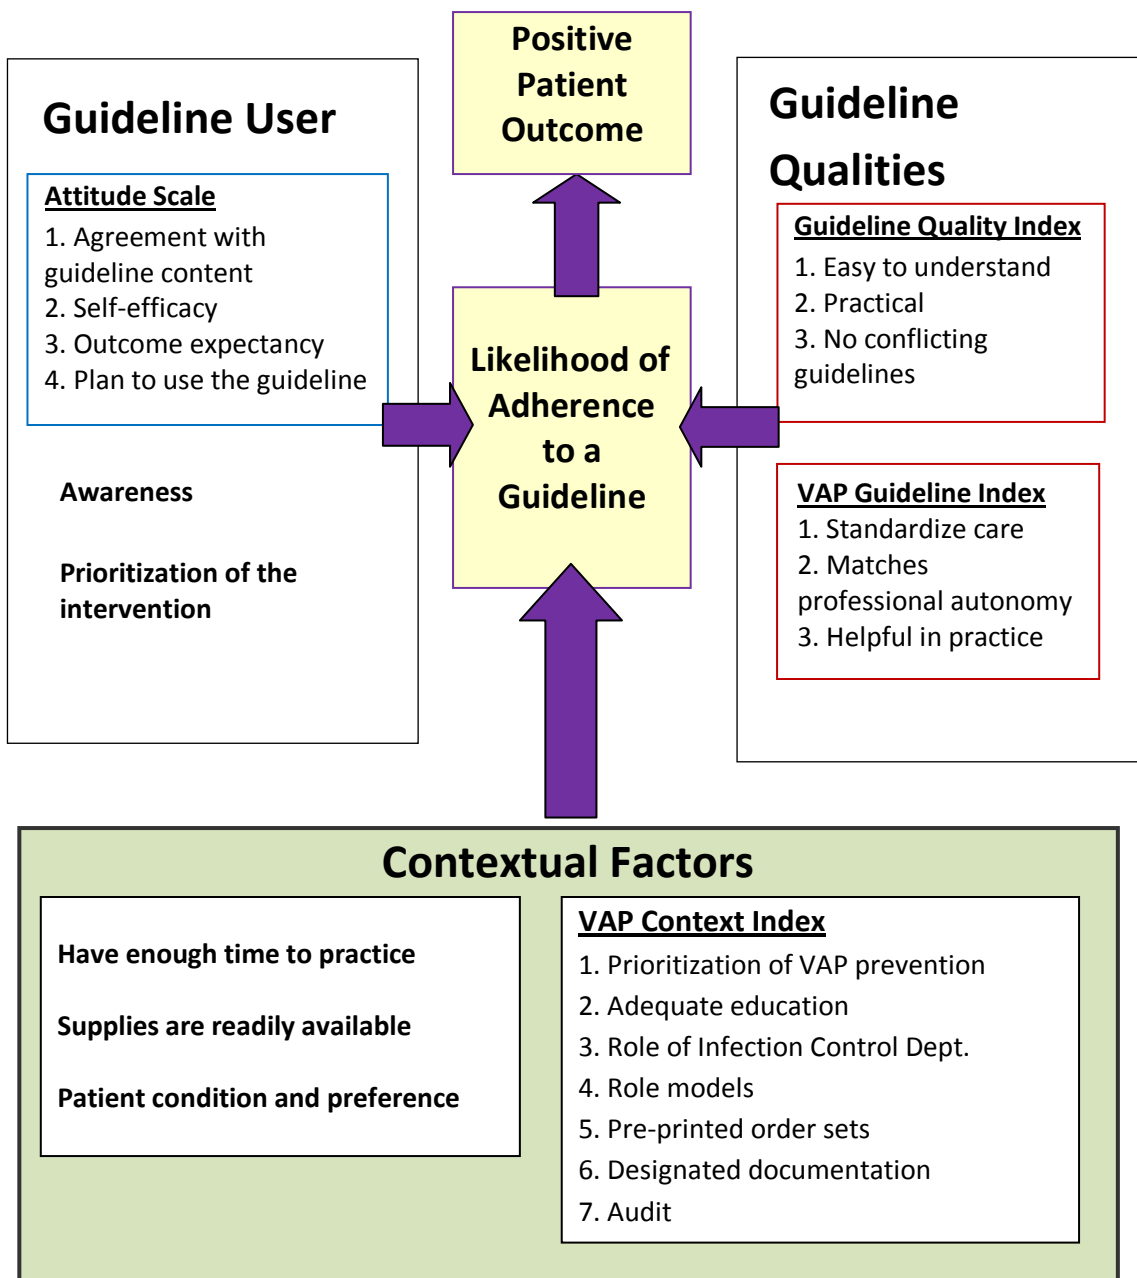 Positive
Patient
Outcome
Guideline User
Attitude Scale
1. Agreement with
guideline content
2. Self-efficacy
3. Outcome expectancy
4. Plan to use the guideline
Awareness
Prioritization of the
intervention
Likelihood of
Adherence
to a
Guideline
Guideline
Qualities
Guideline Quality Index
1. Easy to understand
2. Practical
3. No conflicting
guidelines
VAP Guideline Index
1. Standardize care
2. Matches
professional autonomy
3. Helpful in practice
Contextual Factors
Have enough time to practice
Supplies are readily available
Patient condition and preference
VAP Context Index
1. Prioritization of VAP prevention
2. Adequate education
3. Role of Infection Control Dept.
4. Role models
5. Pre-printed order sets
6. Designated documentation
7. Audit